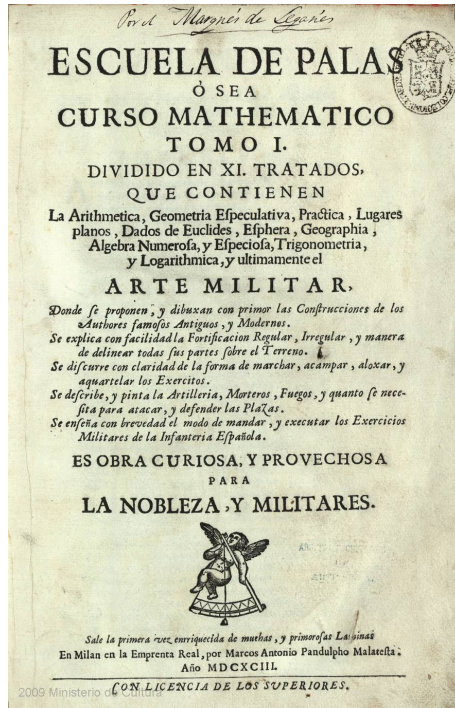 Por el Marqués de Leganés
ESCUELA DE PALAS
Ó SEA
CURSO MATHEMATICO
TOMO I.
DIVIDIDO EN XI. TRATADOS,
QUE CONTIENEN
La Arithmetica, Geometria Eſpeculativa, Practica, Lugares
planos, Dados de Euclides, Eſphera, Geographia,
Algebra Numeroſa, y Eſpecioſa, Trigonometria,
y Logarithmica, y ultimamente el
ARTE MILITAR,
Donde ſe proponen, y dibuxan con primor las Conſtrucciones de los
Authores famoſos Antiguos, y Modernos.
Se explica con facilidad la Fortificacion Regular, Irregular, y manera
de delinear todas ſus partes ſobre el Terreno.
Se diſcurre con claridad de la forma de marchar, acampar, aloxar, y
aquartelar los Exercitos.
Se deſcribe, y pinta la Artilleria, Morteros, Fuegos, y quanto ſe nece-
ſita para atacar, y defender las Plazas.
Se enſeña con brevedad el modo de mandar, y executar los Exercicios
Militares de la Infanteria Eſpañola.
ES OBRA CURIOSA, Y PROVECHOSA
PARA
LA NOBLEZA, Y MILITARES.
Sale la primera vez enrriquecida de muchas, y primoroſas Laminas
En Milan en la Emprenta Real, por Marcos Antonio Pandulpho Malateſta.
Año MDCXCIII.
CON LICENCIA DE LOS SUPERIORES.
2009 Ministerio de Cultura